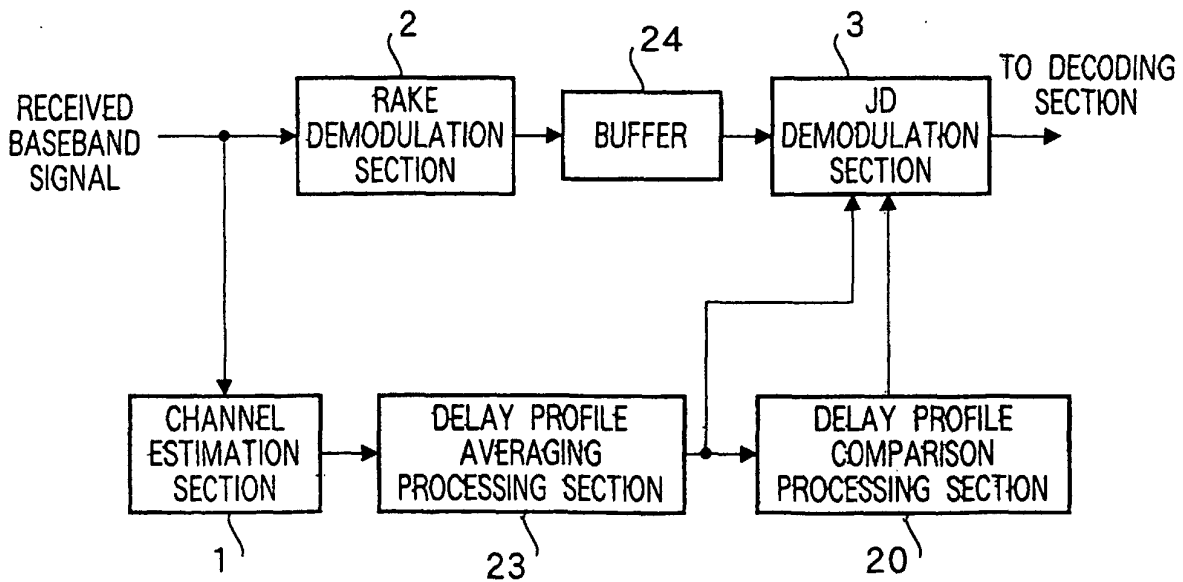 2
24
3
RECEIVED
BASEBAND
SIGNAL
RAKE
DEMODULATION
SECTION
BUFFER
JD
DEMODULATION
SECTION
TO DECODING
SECTION
CHANNEL
ESTIMATION
SECTION
DELAY PROFILE
AVERAGING
PROCESSING SECTION
DELAY PROFILE
COMPARISON
PROCESSING SECTION
1
23
20